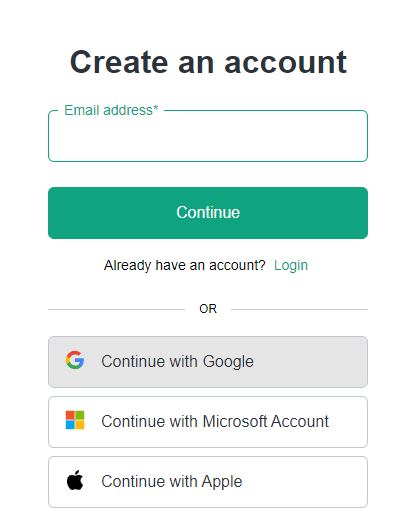 Create an account
Email address*
Continue
Already have an account? Login
OR
Continue with Google
Continue with Microsoft Account
Continue with Apple